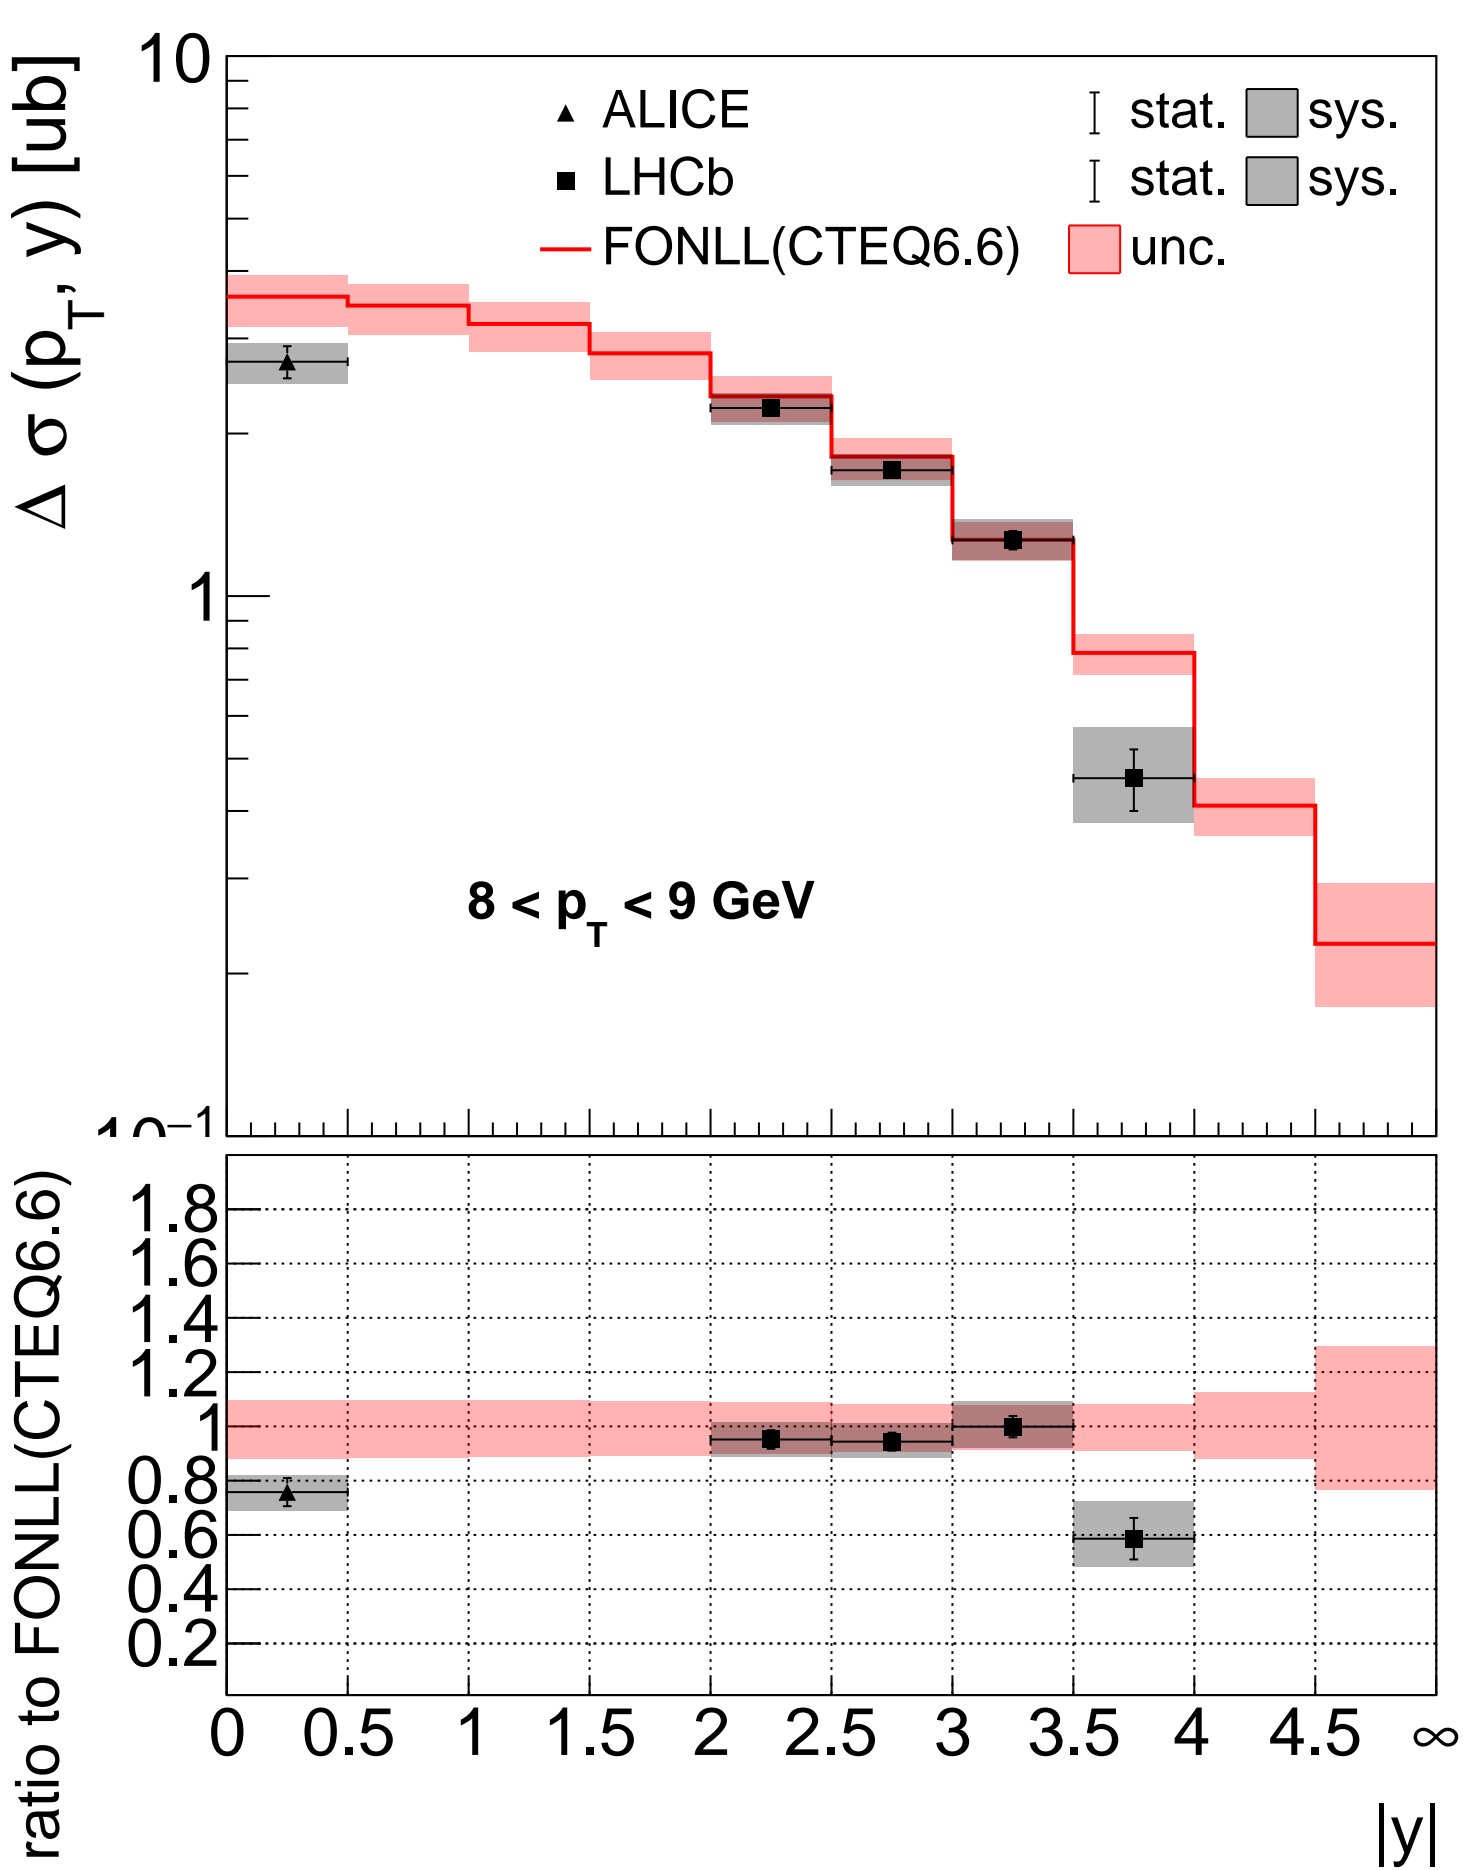 Δ σ (p_T, y) [ub]
10
1
10⁻¹
ALICE stat. sys.
LHCb stat. sys.
FONLL(CTEQ6.6) unc.
8 < p_T < 9 GeV
ratio to FONLL(CTEQ6.6)
1.8
1.6
1.4
1.2
1
0.8
0.6
0.4
0.2
0 0.5 1 1.5 2 2.5 3 3.5 4 4.5 ∞
|y|